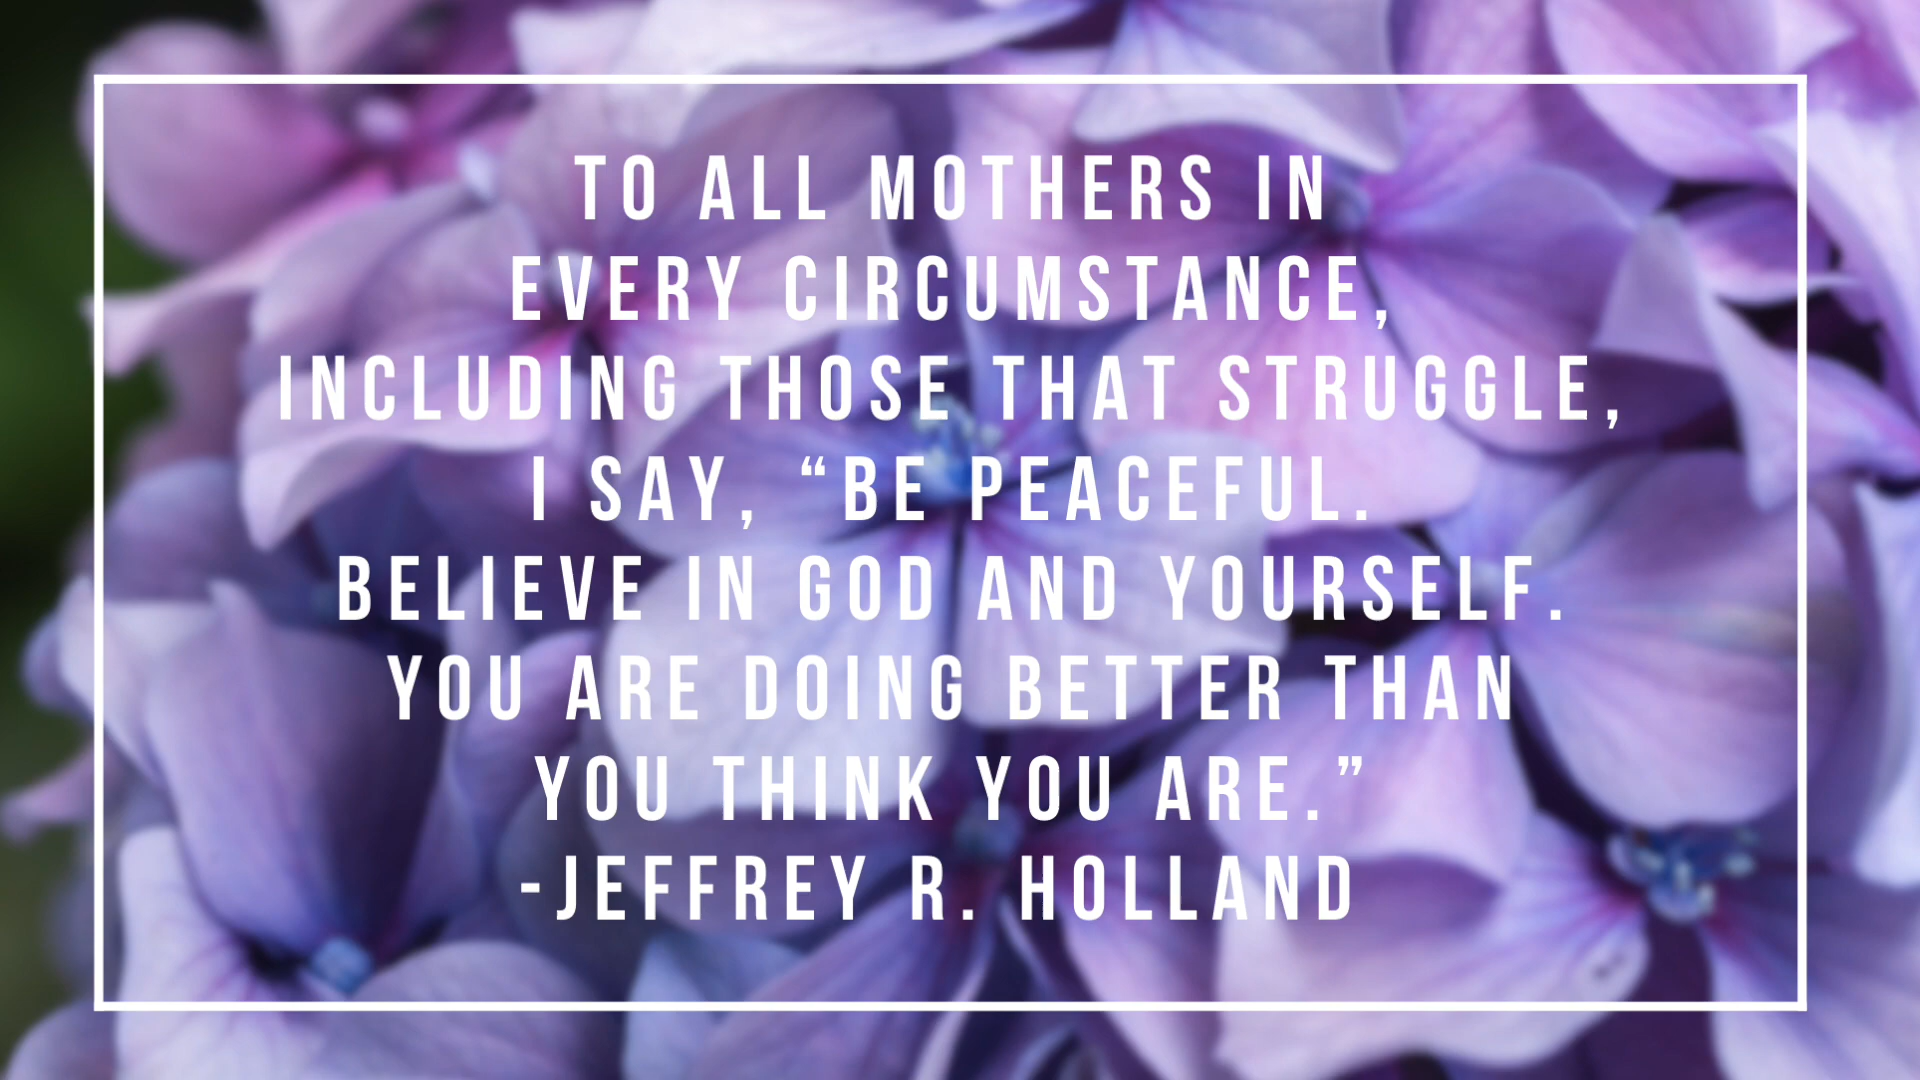 TO ALL MOTHERS IN
EVERY CIRCUMSTANCE,
INCLUDING THOSE THAT STRUGGLE,
I SAY, “BE PEACEFUL.
BELIEVE IN GOD AND YOURSELF.
YOU ARE DOING BETTER THAN
YOU THINK YOU ARE.”
-JEFFREY R. HOLLAND